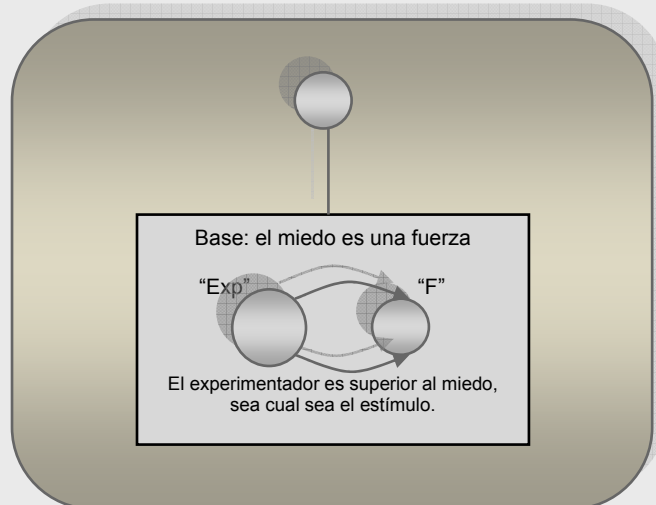 Base: el miedo es una fuerza
“Exp” “F”
El experimentador es superior al miedo,
sea cual sea el estímulo.